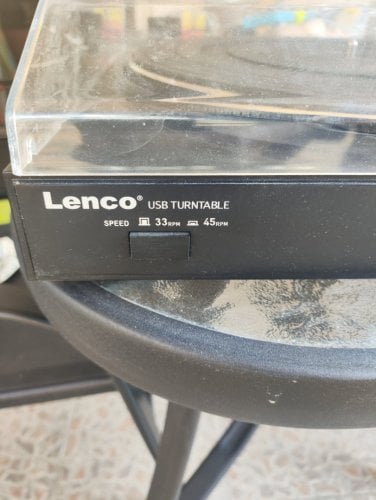 Lenco® USB TURNTABLE
SPEED 33RPM 45RPM